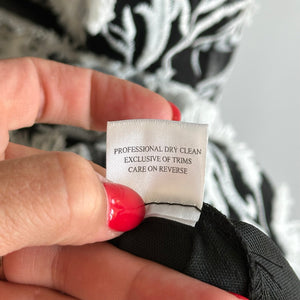 PROFESSIONAL DRY CLEAN
EXCLUSIVE OF TRIMS
CARE ON REVERSE